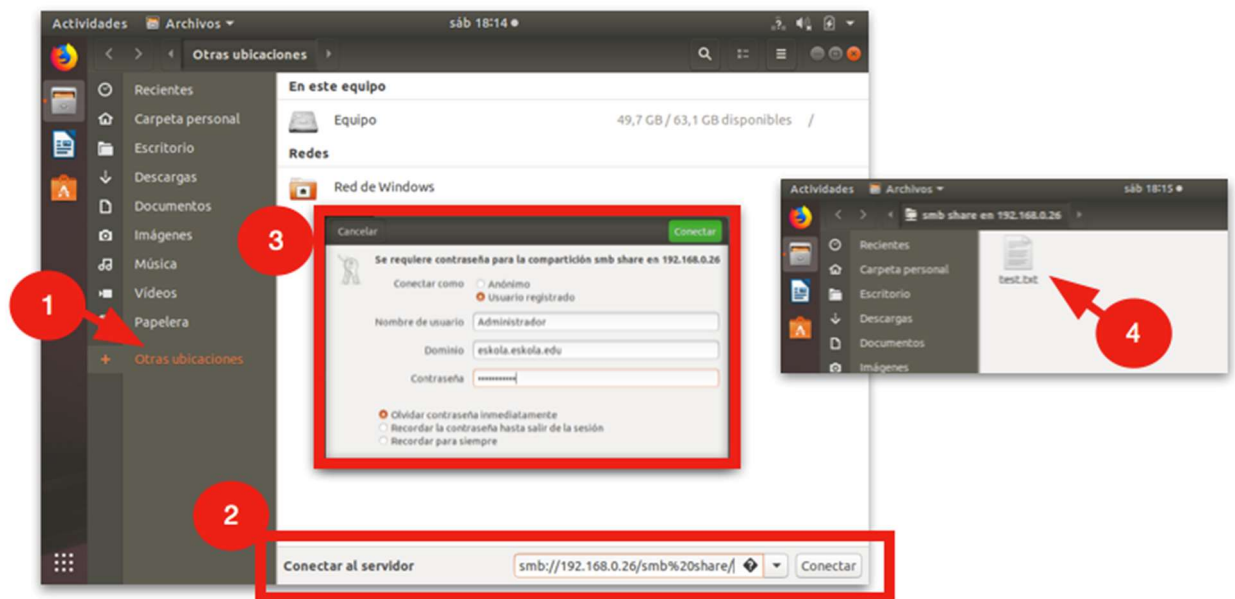 Actividades Archivos sáb 18:14
Otras ubicaciones
Recientes
Carpeta personal
Escritorio
Descargas
Documentos
Imágenes
Música
Vídeos
Papelera
Otras ubicaciones
En este equipo
Equipo 49,7 GB / 63,1 GB disponibles /
Redes
Red de Windows
1
2
3
Cancelar Conectar
Se requiere contraseña para la compartición smb share en 192.168.0.26
Conectar como Anónimo
Usuario registrado
Nombre de usuario Administrador
Dominio eskola.eskola.edu
Contraseña
Olvidar contraseña inmediatamente
Recordar la contraseña hasta salir de la sesión
Recordar para siempre
Conectar al servidor smb://192.168.0.26/smb%20share/ Conectar
Actividades Archivos sáb 18:15
smb share en 192.168.0.26
Recientes
Carpeta personal
Escritorio
Descargas
Documentos
Imágenes
test.txt
4